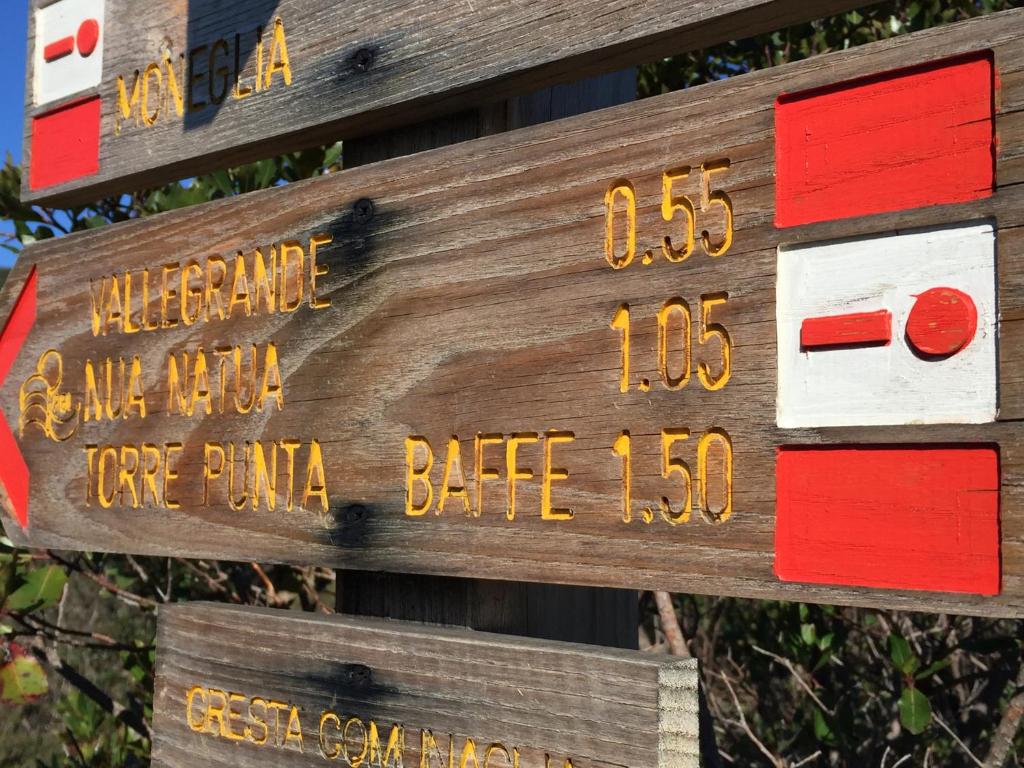 MONEGLIA
VALLEGRANDE 0.55
NUA NATUA 1.05
TORRE PUNTA BAFFE 1.50
CRESTA